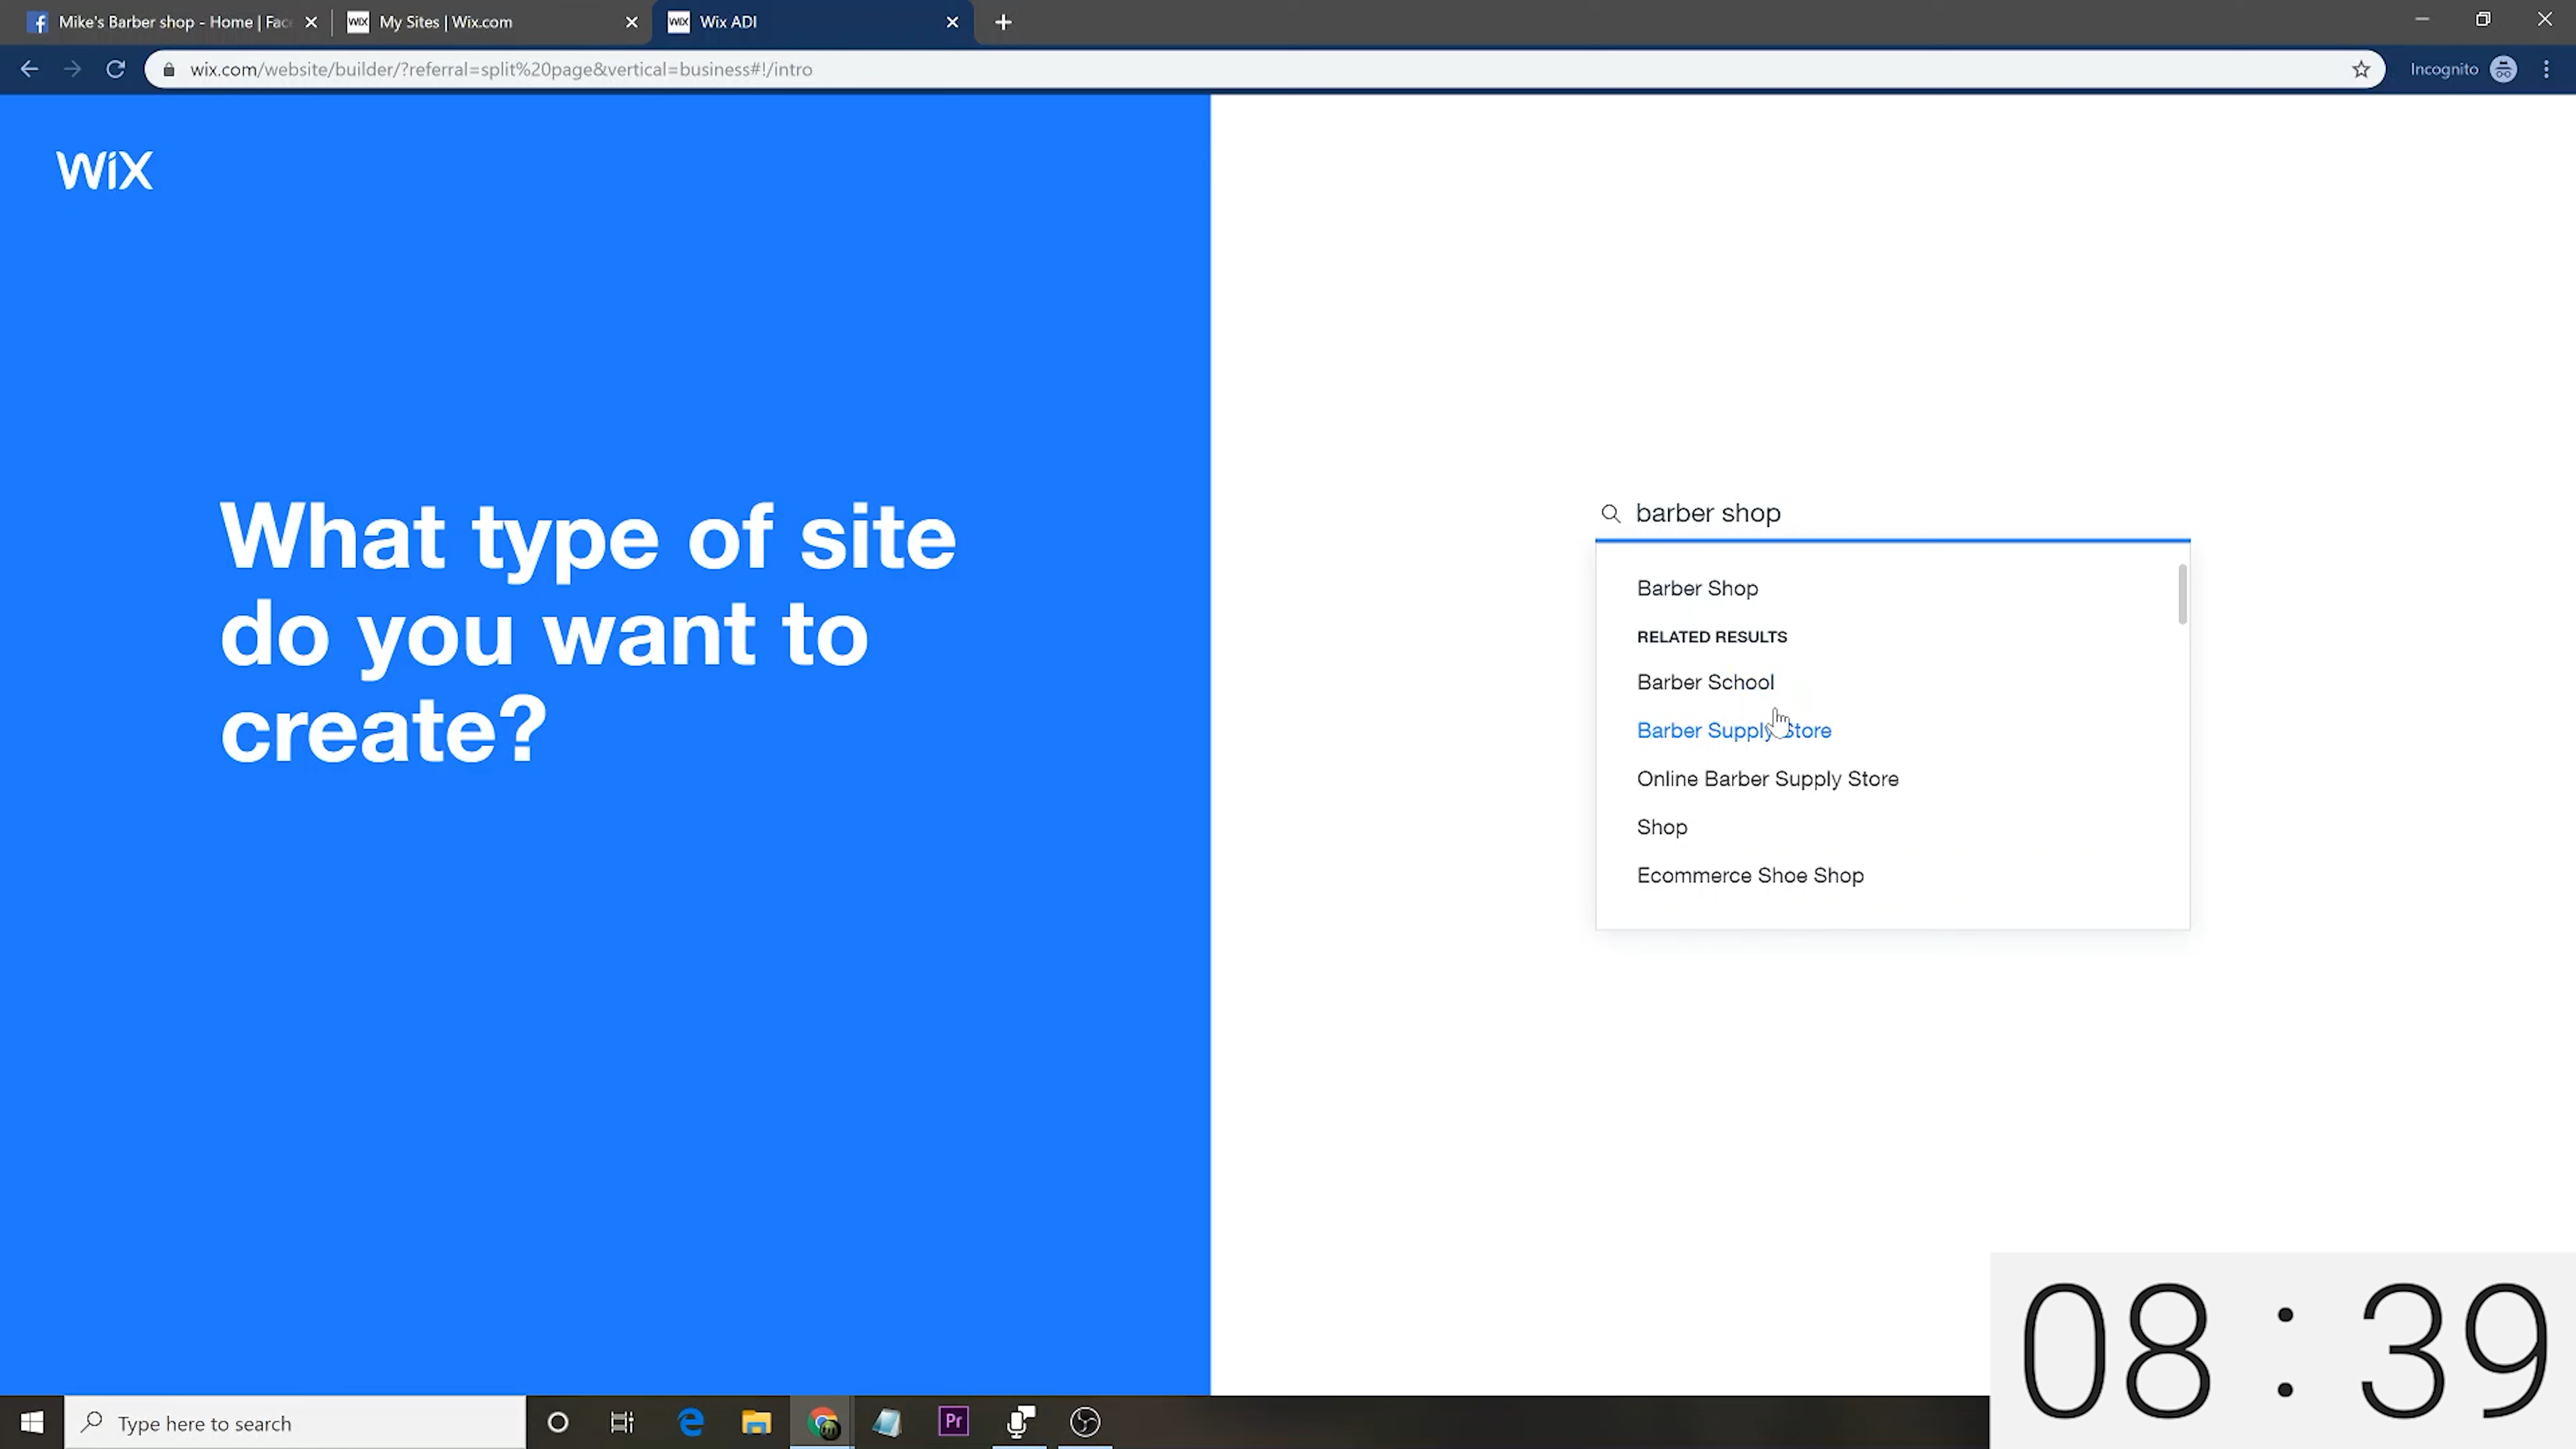 Mike's Barber shop - Home | Fac
My Sites | Wix.com
Wix ADI
wix.com/website/builder/?referral=split%20page&vertical=business#!/intro
Incognito
WiX
What type of site
do you want to
create?
barber shop
Barber Shop
RELATED RESULTS
Barber School
Barber Supply Store
Online Barber Supply Store
Shop
Ecommerce Shoe Shop
08 : 39
Type here to search
Pr